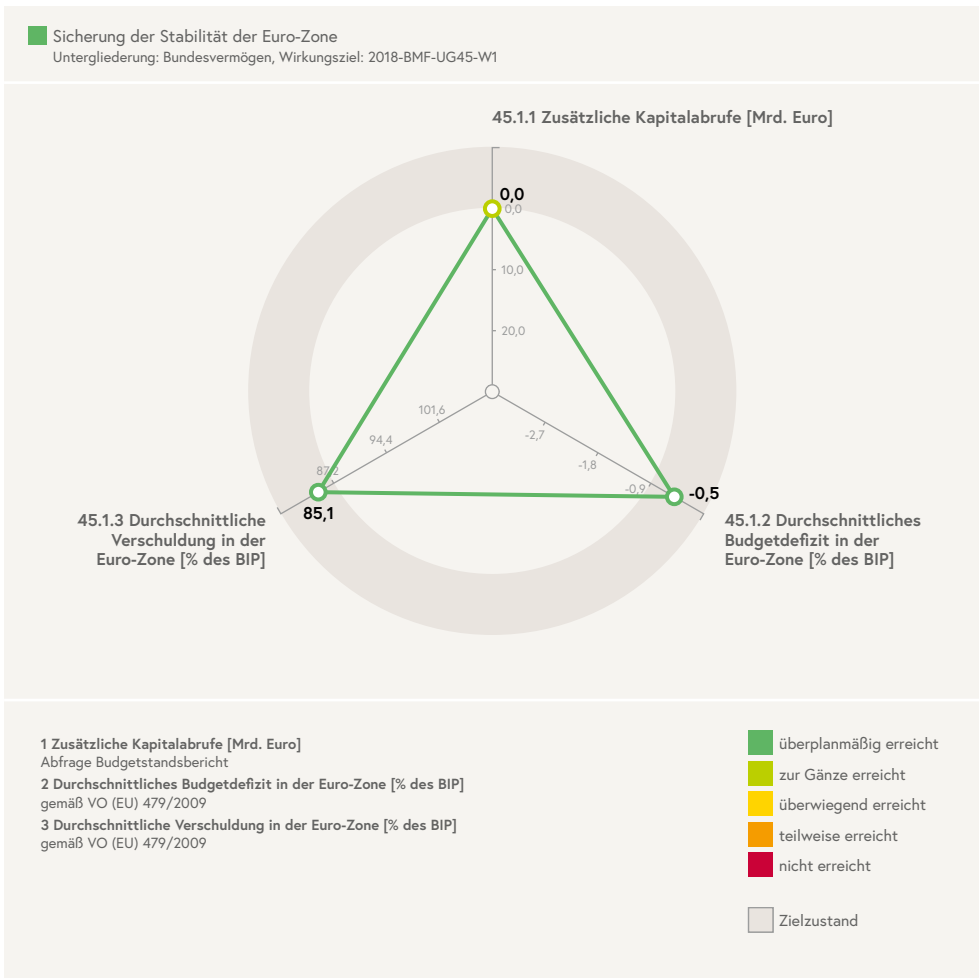 Sicherung der Stabilität der Euro-Zone
Untergliederung: Bundesvermögen, Wirkungsziel: 2018-BMF-UG45-W1
45.1.1 Zusätzliche Kapitalabrufe [Mrd. Euro]
0,0
0,0
10,0
20,0
101,6
94,4
87,2
85,1
-2,7
-1,8
-0,9
-0,5
45.1.3 Durchschnittliche
Verschuldung in der
Euro-Zone [% des BIP]
45.1.2 Durchschnittliches
Budgetdefizit in der
Euro-Zone [% des BIP]
1 Zusätzliche Kapitalabrufe [Mrd. Euro]
Abfrage Budgetstandsbericht
2 Durchschnittliches Budgetdefizit in der Euro-Zone [% des BIP]
gemäß VO (EU) 479/2009
3 Durchschnittliche Verschuldung in der Euro-Zone [% des BIP]
gemäß VO (EU) 479/2009
überplanmäßig erreicht
zur Gänze erreicht
überwiegend erreicht
teilweise erreicht
nicht erreicht
Zielzustand